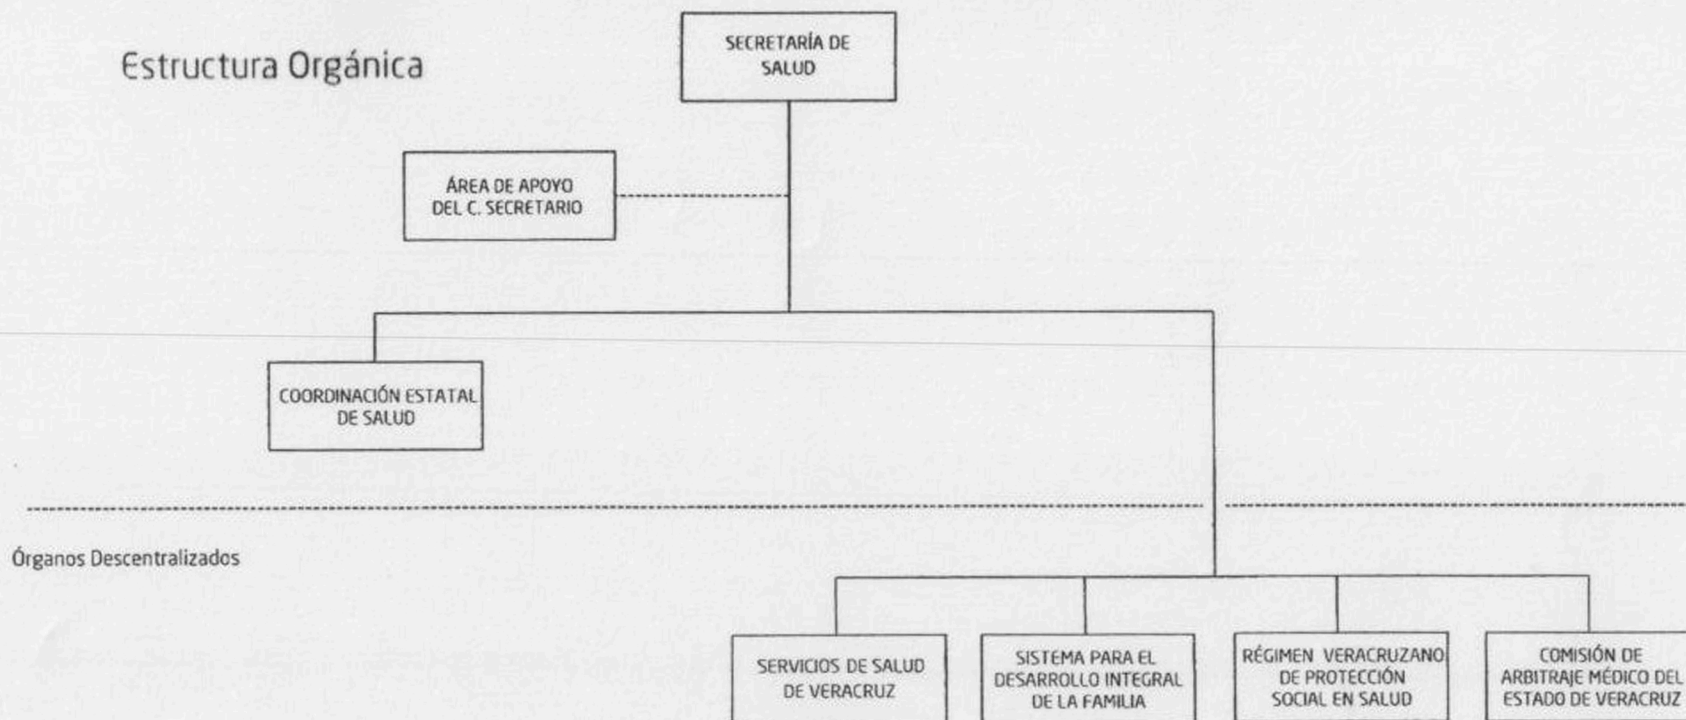 Estructura Orgánica
SECRETARÍA DE
SALUD
ÁREA DE APOYO
DEL C. SECRETARIO
COORDINACIÓN ESTATAL
DE SALUD
Órganos Descentralizados
SERVICIOS DE SALUD
DE VERACRUZ
SISTEMA PARA EL
DESARROLLO INTEGRAL
DE LA FAMILIA
RÉGIMEN VERACRUZANO
DE PROTECCIÓN
SOCIAL EN SALUD
COMISIÓN DE
ARBITRAJE MÉDICO DEL
ESTADO DE VERACRUZ